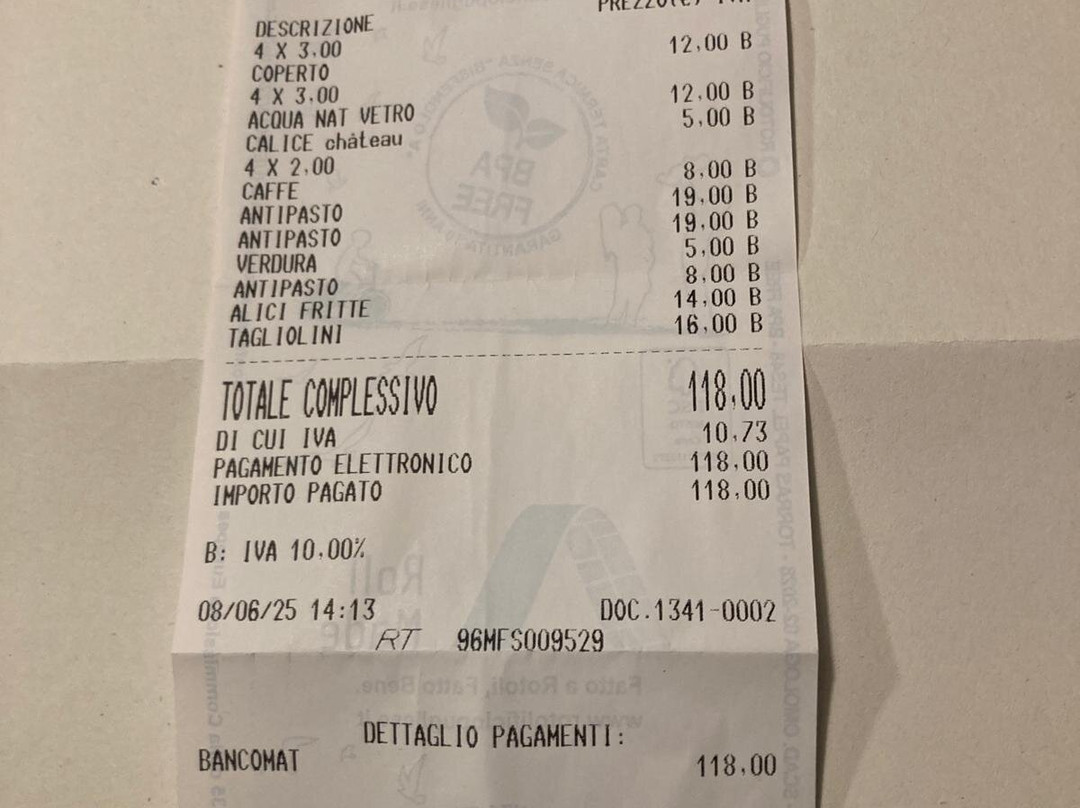 PREZZO(€)
DESCRIZIONE
4 X 3,00
COPERTO 12,00 B
4 X 3,00
ACQUA NAT VETRO 12,00 B
CALICE château 5,00 B
4 X 2,00
CAFFE 8,00 B
ANTIPASTO 19,00 B
ANTIPASTO 19,00 B
VERDURA 5,00 B
ANTIPASTO 8,00 B
ALICI FRITTE 14,00 B
TAGLIOLINI 16,00 B
TOTALE COMPLESSIVO 118,00
DI CUI IVA 10,73
PAGAMENTO ELETTRONICO 118,00
IMPORTO PAGATO 118,00
B: IVA 10,00%
08/06/25 14:13 DOC.1341-0002
RT 96MFS009529
DETTAGLIO PAGAMENTI:
BANCOMAT 118,00